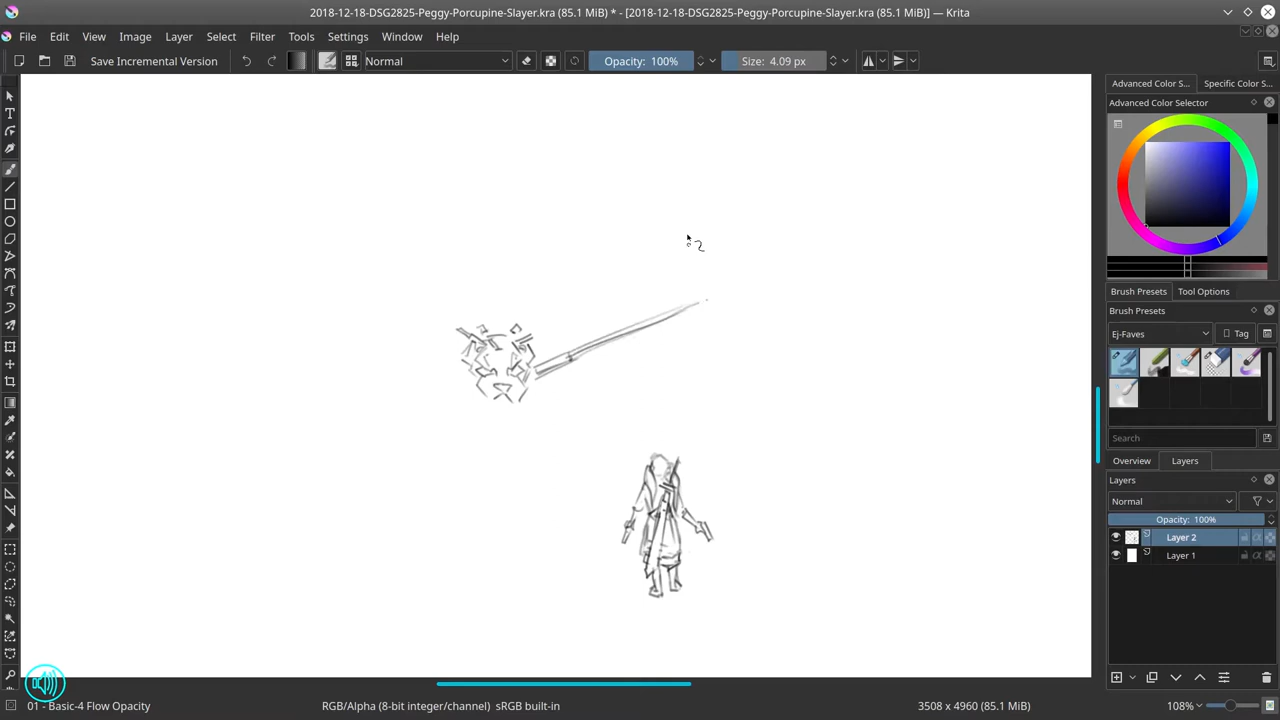 2018-12-18-DSG2825-Peggy-Porcupine-Slayer.kra (85.1 MiB) * - [2018-12-18-DSG2825-Peggy-Porcupine-Slayer.kra (85.1 MiB)] — Krita
File Edit View Image Layer Select Filter Tools Settings Window Help
Save Incremental Version Normal Opacity: 100% Size: 4.09 px
Advanced Color S... Specific Color S...
Advanced Color Selector
Brush Presets Tool Options
Brush Presets
Ej-Faves Tag
Search
Overview Layers
Layers
Normal
Opacity: 100%
Layer 2
Layer 1
01 - Basic-4 Flow Opacity RGB/Alpha (8-bit integer/channel) sRGB built-in 3508 x 4960 (85.1 MiB) 108%